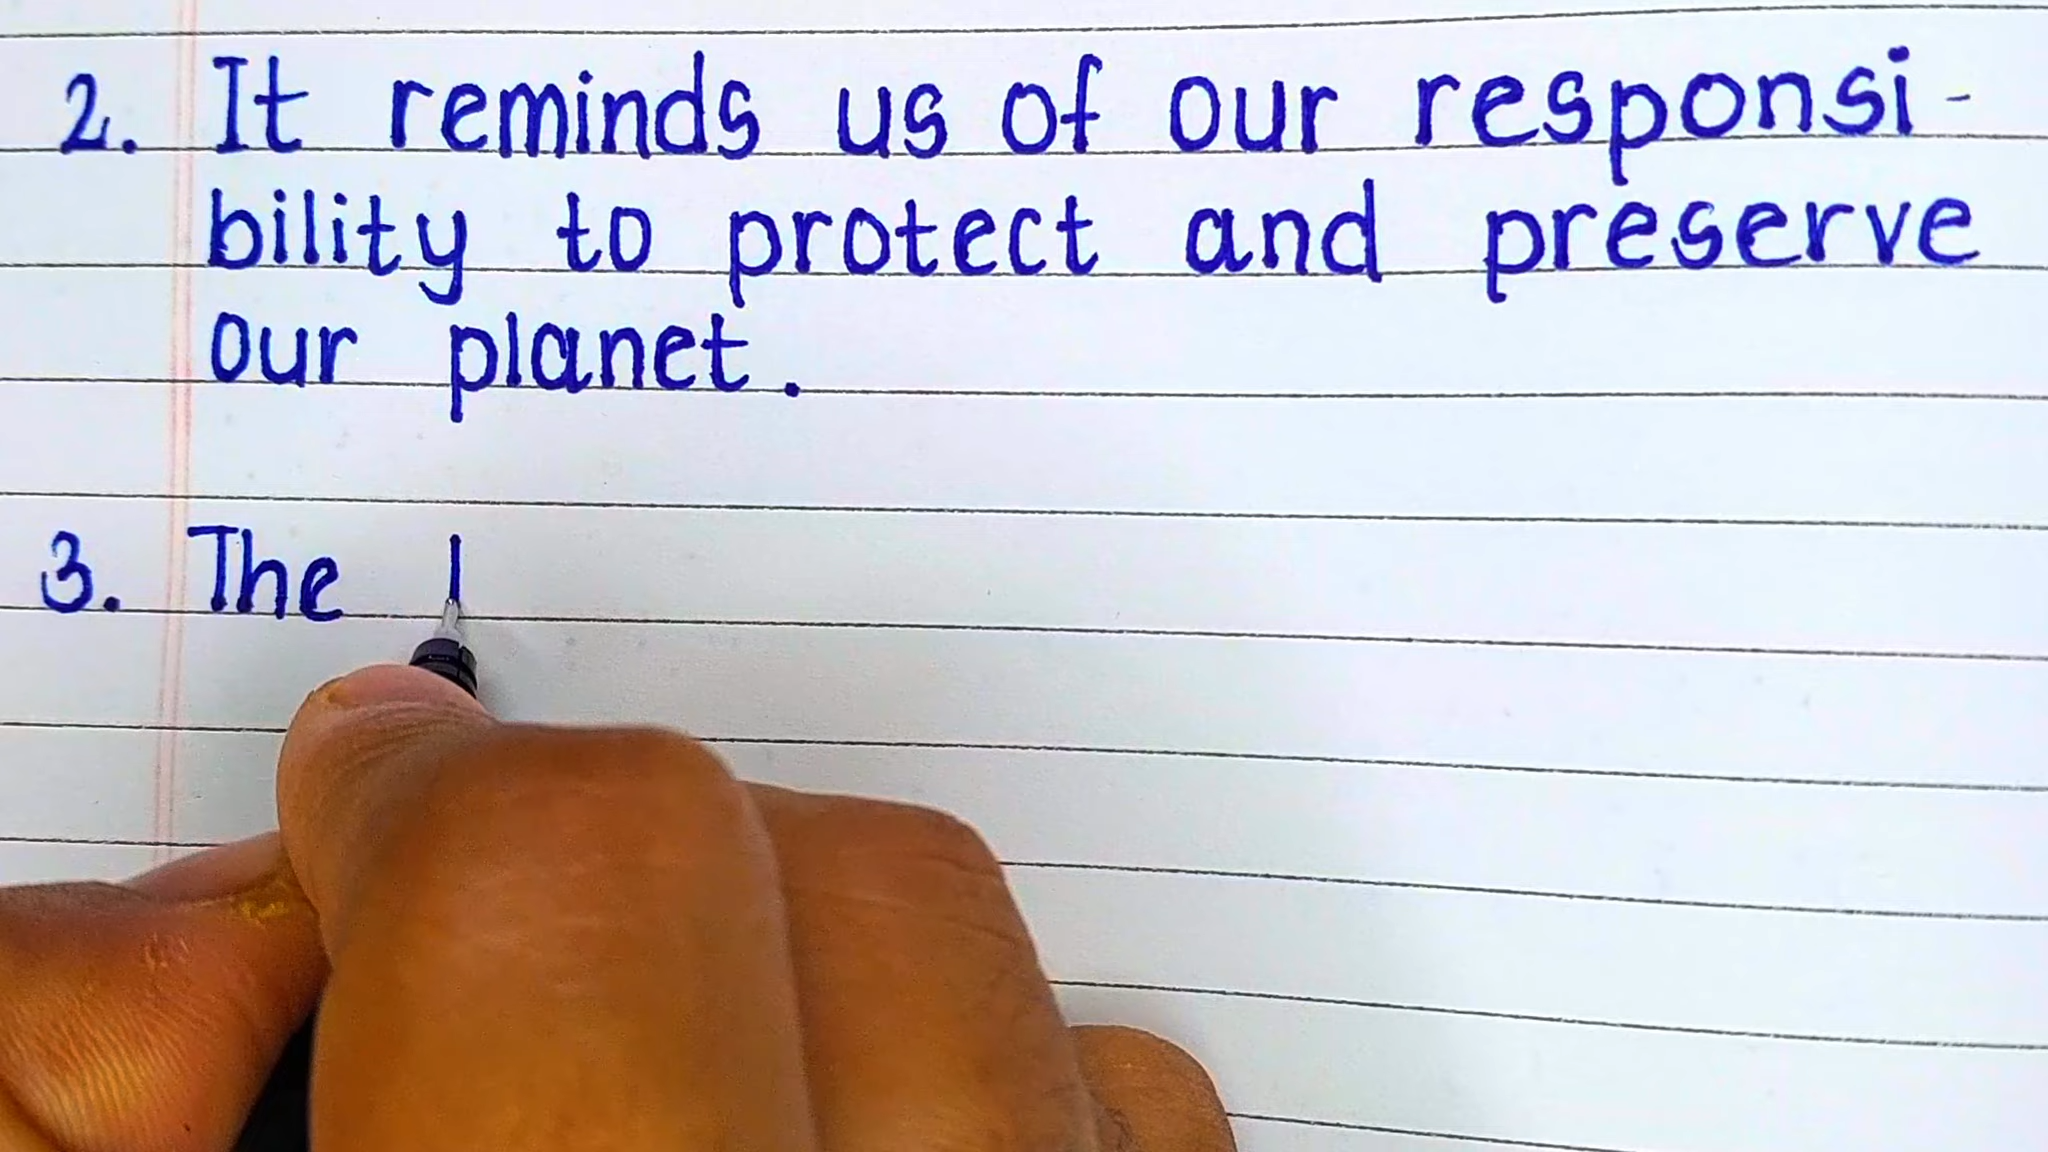 2. It reminds us of our responsi-
bility to protect and preserve
our planet.
3. The